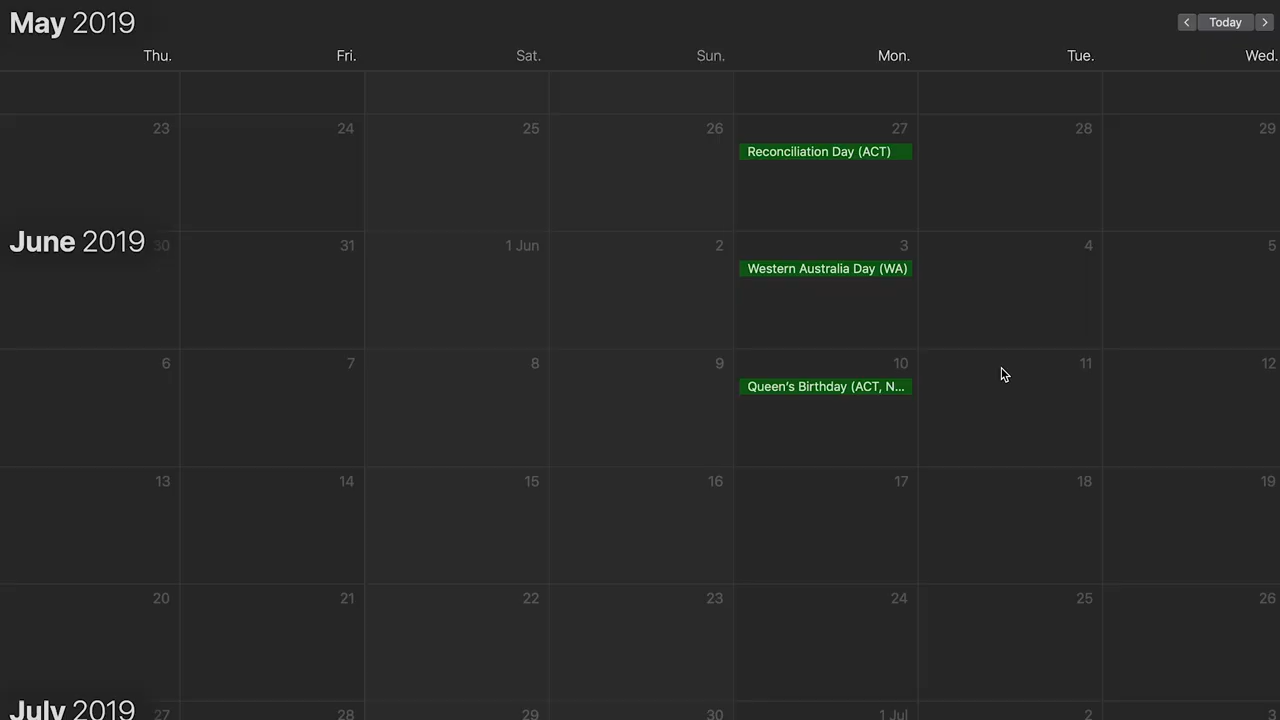 May 2019
Today
Thu. Fri. Sat. Sun. Mon. Tue. Wed.
23 24 25 26 27 28 29
Reconciliation Day (ACT)
June 2019
30 31 1 Jun 2 3 4 5
Western Australia Day (WA)
6 7 8 9 10 11 12
Queen's Birthday (ACT, N...
13 14 15 16 17 18 19
20 21 22 23 24 25 26
July 2019
27 28 29 30 1 Jul 2 3